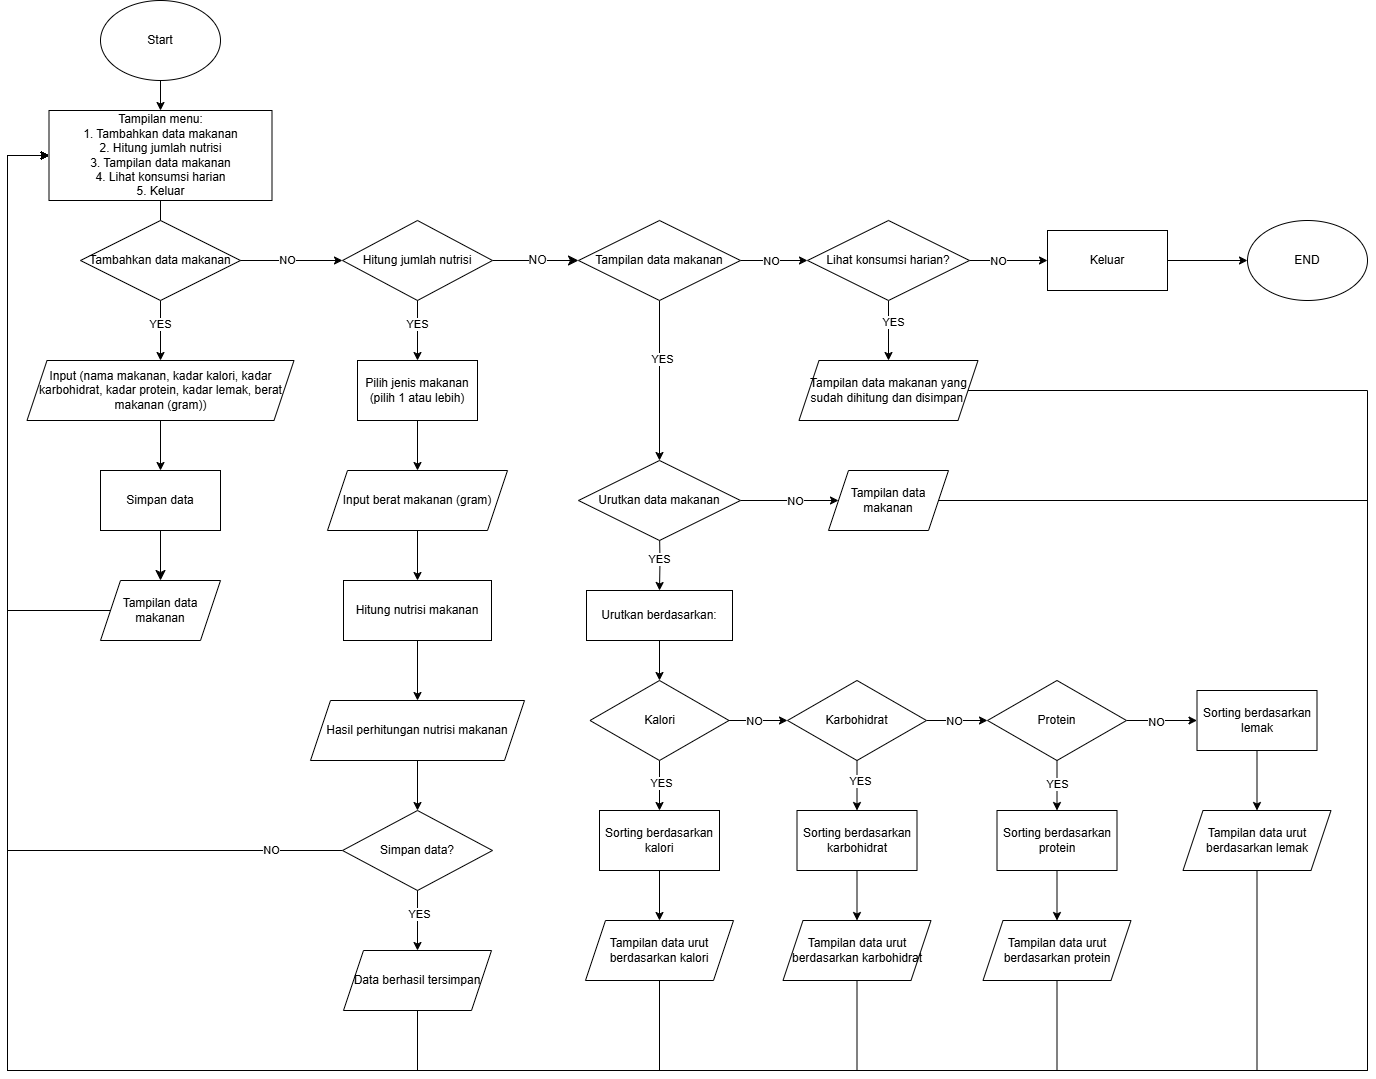 Start
Tampilan menu:
1. Tambahkan data makanan
2. Hitung jumlah nutrisi
3. Tampilan data makanan
4. Lihat konsumsi harian
5. Keluar
Tambahkan data makanan
NO
Hitung jumlah nutrisi
NO
Tampilan data makanan
NO
Lihat konsumsi harian?
NO
Keluar
END
YES
YES
YES
YES
Input (nama makanan, kadar kalori, kadar
karbohidrat, kadar protein, kadar lemak, berat
makanan (gram))
Pilih jenis makanan
(pilih 1 atau lebih)
Tampilan data makanan yang
sudah dihitung dan disimpan
Simpan data
Input berat makanan (gram)
Urutkan data makanan
NO
Tampilan data
makanan
YES
Tampilan data
makanan
Hitung nutrisi makanan
Urutkan berdasarkan:
Hasil perhitungan nutrisi makanan
Kalori
NO
Karbohidrat
NO
Protein
NO
Sorting berdasarkan
lemak
YES
YES
YES
NO
Simpan data?
Sorting berdasarkan
kalori
Sorting berdasarkan
karbohidrat
Sorting berdasarkan
protein
Tampilan data urut
berdasarkan lemak
YES
Data berhasil tersimpan
Tampilan data urut
berdasarkan kalori
Tampilan data urut
berdasarkan karbohidrat
Tampilan data urut
berdasarkan protein